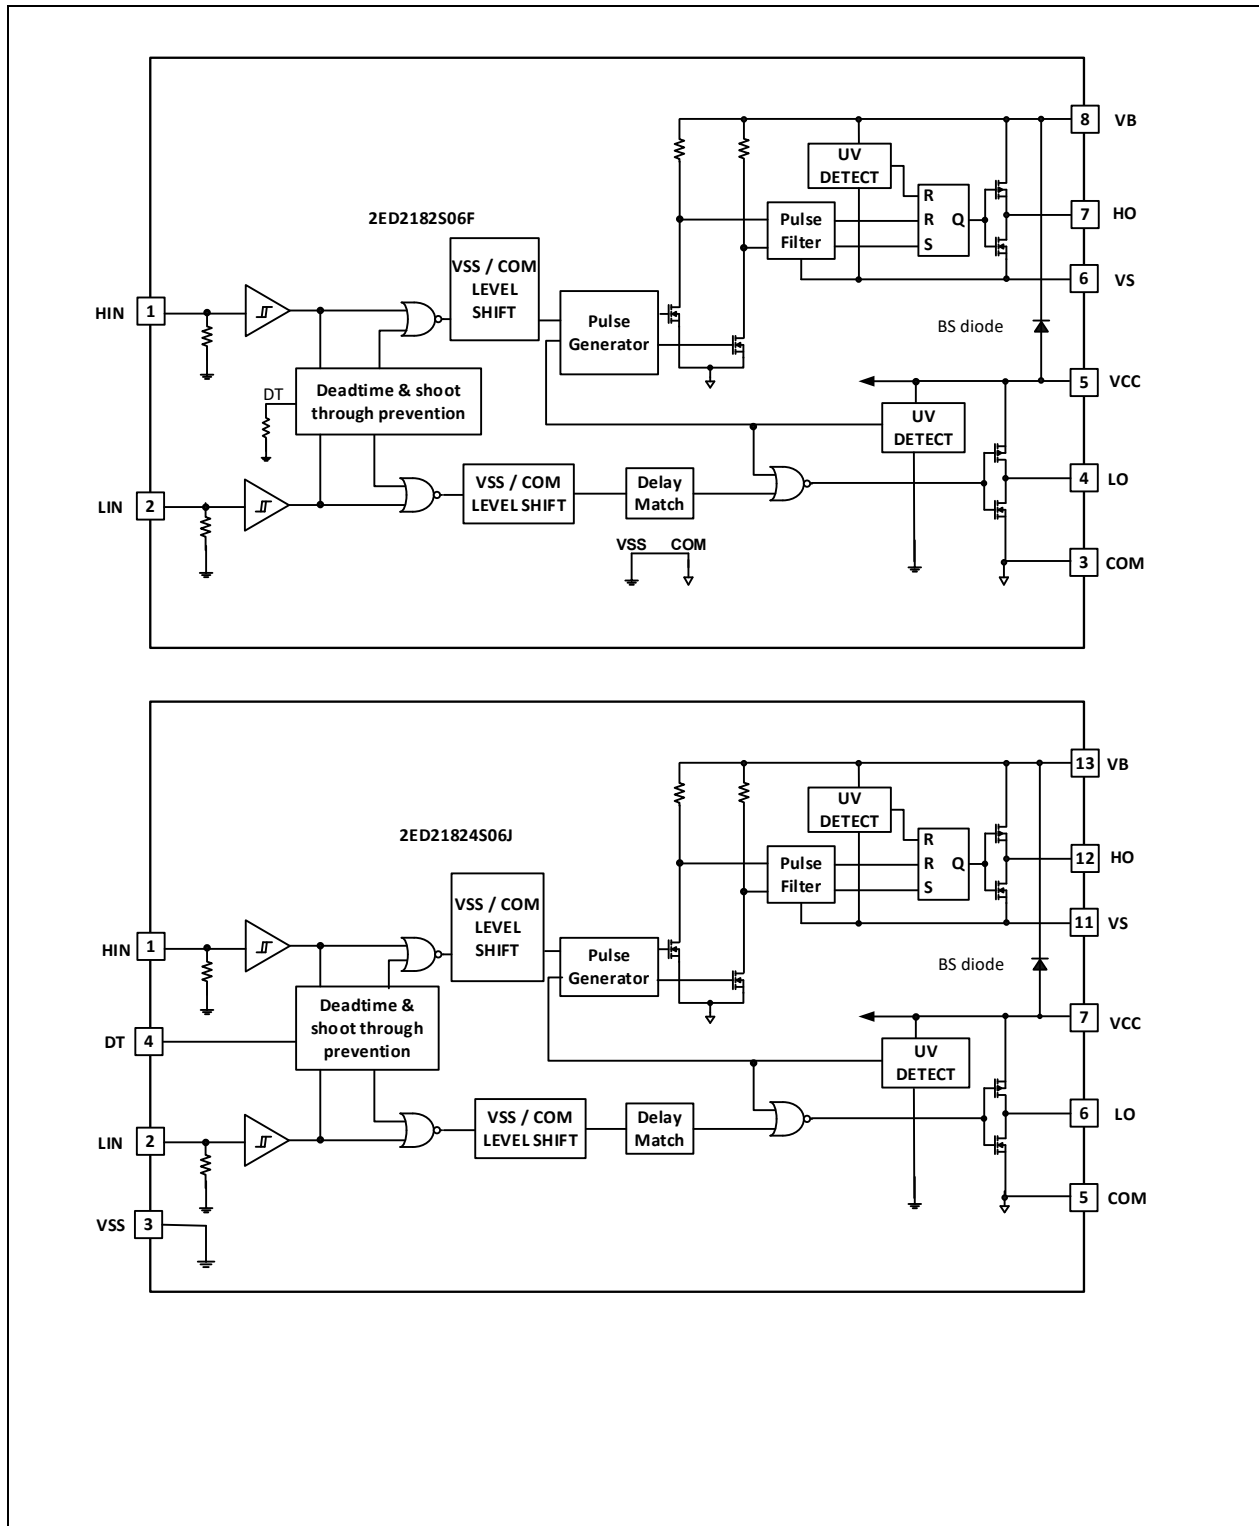 8 VB
UV
DETECT
R
2ED2182S06F
Pulse
Filter
R Q
S
7 HO
VSS / COM
LEVEL
SHIFT
6 VS
HIN 1
Pulse
Generator
BS diode
DT
Deadtime & shoot
through prevention
5 VCC
UV
DETECT
LIN 2
VSS / COM
LEVEL SHIFT
Delay
Match
4 LO
VSS COM
3 COM
13 VB
UV
DETECT
R
2ED21824S06J
Pulse
Filter
R Q
S
12 HO
VSS / COM
LEVEL
SHIFT
11 VS
HIN 1
Pulse
Generator
BS diode
Deadtime &
shoot through
prevention
7 VCC
DT 4
UV
DETECT
LIN 2
VSS / COM
LEVEL SHIFT
Delay
Match
6 LO
VSS 3
5 COM